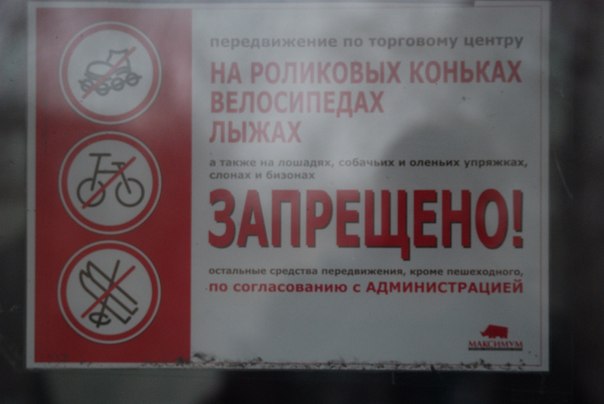 передвижение по торговому центру
НА РОЛИКОВЫХ КОНЬКАХ
ВЕЛОСИПЕДАХ
ЛЫЖАХ
а также на лошадях, собачьих и оленьих упряжках,
слонах и бизонах
ЗАПРЕЩЕНО!
остальные средства передвижения, кроме пешеходного,
по согласованию с АДМИНИСТРАЦИЕЙ
МАКСИМУМ